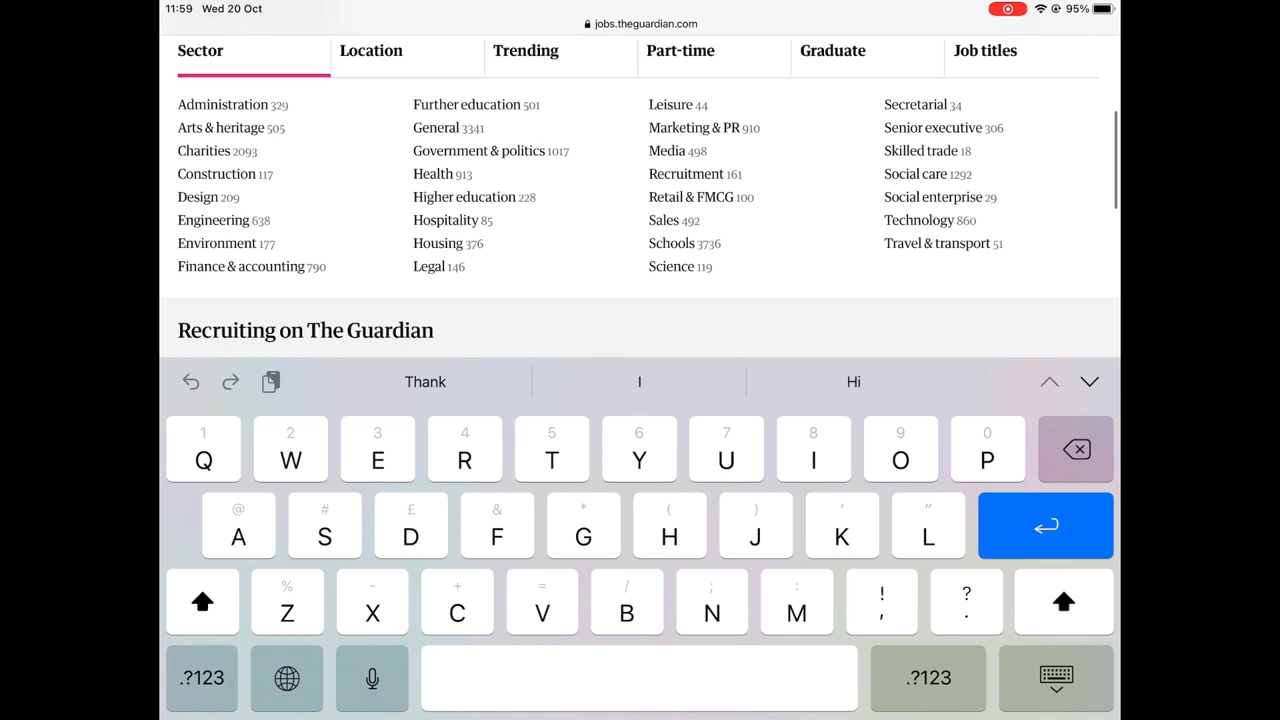 11:59 Wed 20 Oct
95%
jobs.theguardian.com
Sector Location Trending Part-time Graduate Job titles
Administration 329 Further education 501 Leisure 44 Secretarial 34
Arts & heritage 505 General 3341 Marketing & PR 910 Senior executive 306
Charities 2093 Government & politics 1017 Media 498 Skilled trade 18
Construction 117 Health 913 Recruitment 161 Social care 1292
Design 209 Higher education 228 Retail & FMCG 100 Social enterprise 29
Engineering 638 Hospitality 85 Sales 492 Technology 860
Environment 177 Housing 376 Schools 3736 Travel & transport 51
Finance & accounting 790 Legal 146 Science 119
Recruiting on The Guardian
Thank I Hi
1 2 3 4 5 6 7 8 9 0
Q W E R T Y U I O P
@ # £ & * ( ) ' "
A S D F G H J K L
% - + = / ; : ! ?
Z X C V B N M , .
.?123 .?123